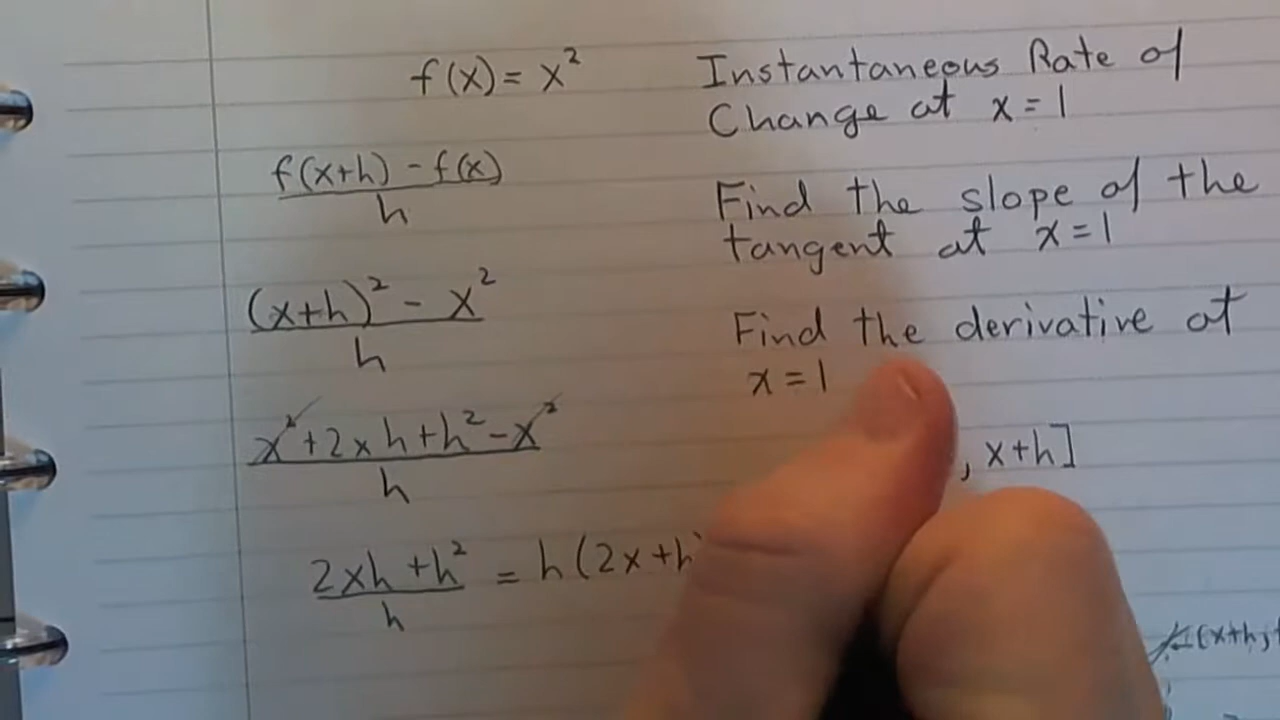 f(x) = x²
f(x+h) - f(x)
h
(x+h)² - x²
h
x² + 2xh + h² - x²
h
2xh + h² = h(2x+h)
h
Instantaneous Rate of
Change at x = 1
Find the slope of the
tangent at x = 1
Find the derivative at
x = 1
, x+h]
(x+h,